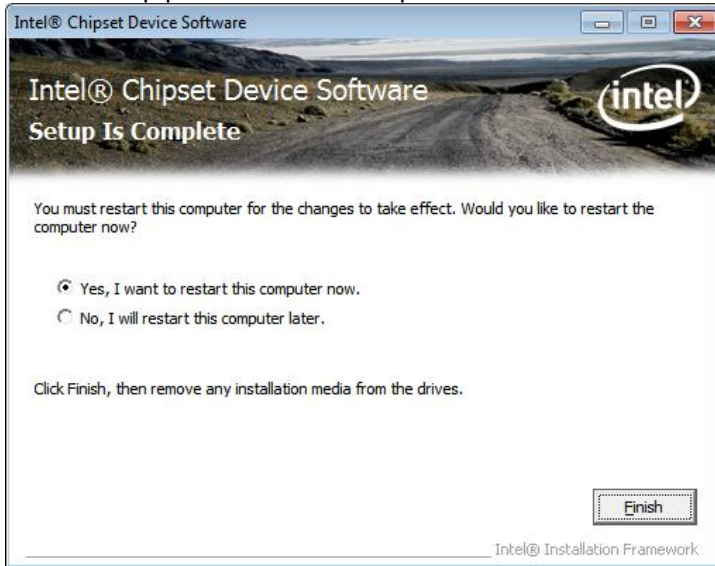 Intel® Chipset Device Software
Intel® Chipset Device Software
intel
Setup Is Complete
You must restart this computer for the changes to take effect. Would you like to restart the
computer now?
Yes, I want to restart this computer now.
No, I will restart this computer later.
Click Finish, then remove any installation media from the drives.
Finish
Intel® Installation Framework